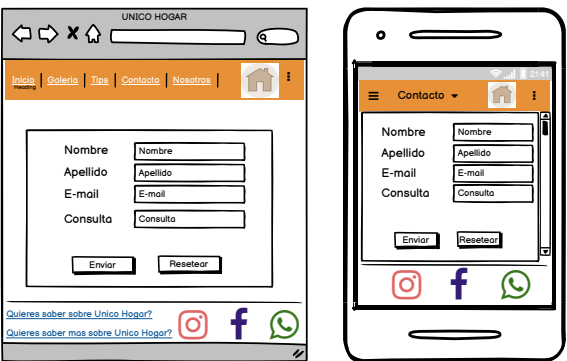 UNICO HOGAR
Inicio Galeria Tips Contacto Nosotros
Heading
Nombre Nombre
Apellido Apellido
E-mail E-mail
Consulta Consulta
Enviar Resetear
Quieres saber sobre Unico Hogar?
Quieres saber mas sobre Unico Hogar?
21:41
Contacto
Nombre Nombre
Apellido Apellido
E-mail E-mail
Consulta Consulta
Enviar Resetear